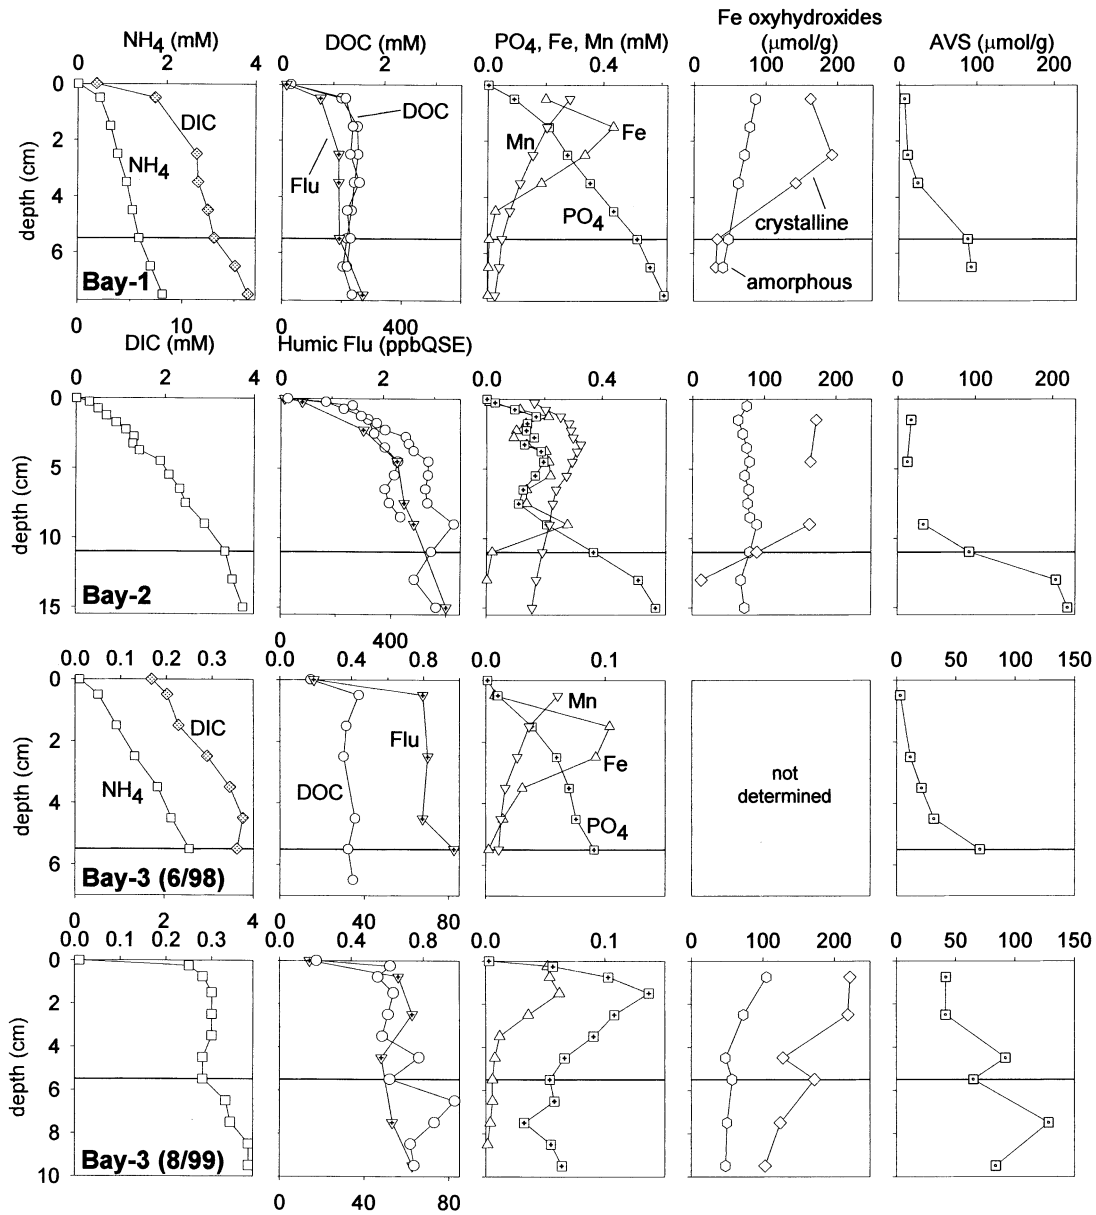 NH4 (mM) DOC (mM) PO4, Fe, Mn (mM) Fe oxyhydroxides (μmol/g) AVS (μmol/g)
0 2 4 0 1 2 3 0.0 0.4 0 100 200 0 100 200
0
2
4
6
depth (cm)
DIC
NH4
Bay-1
DOC
Flu
Mn
Fe
PO4
crystalline
amorphous
0 10 0 400
DIC (mM) Humic Flu (ppbQSE)
0 2 4 0 2 0.0 0.4 0 100 200 0 100 200
0
5
10
15
depth (cm)
Bay-2
0 400
0.0 0.1 0.2 0.3 0.0 0.4 0.8 0.0 0.1 0 50 100 150
0
2
4
6
depth (cm)
DIC
NH4
Bay-3 (6/98)
Flu
DOC
Mn
Fe
PO4
not
determined
0 2 4 0 40 80
0.0 0.1 0.2 0.3 0.0 0.4 0.8 0.0 0.1 0 100 200 0 50 100 150
0
2
4
6
8
10
depth (cm)
Bay-3 (8/99)
0 40 80